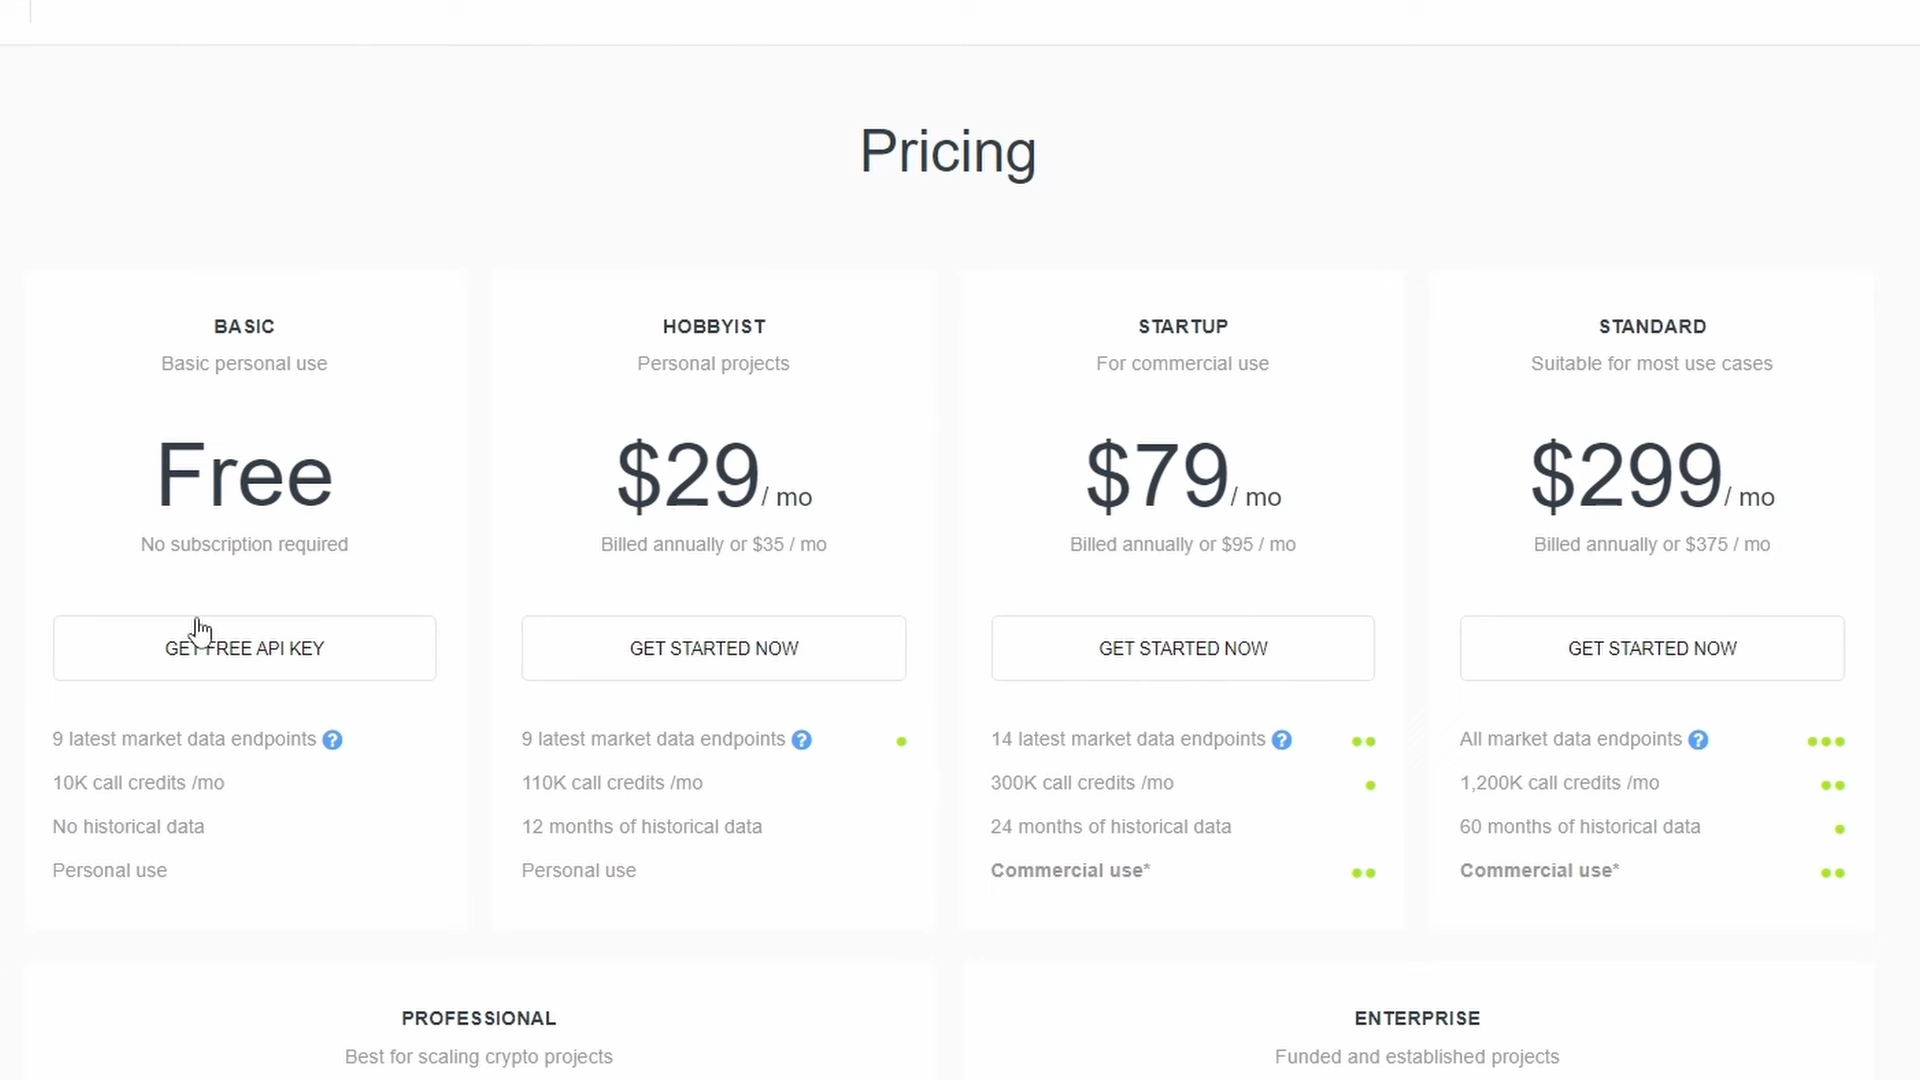 Pricing
BASIC
Basic personal use
Free
No subscription required
GET FREE API KEY
9 latest market data endpoints ?
10K call credits /mo
No historical data
Personal use
HOBBYIST
Personal projects
$29 / mo
Billed annually or $35 / mo
GET STARTED NOW
9 latest market data endpoints ?
110K call credits /mo
12 months of historical data
Personal use
STARTUP
For commercial use
$79 / mo
Billed annually or $95 / mo
GET STARTED NOW
14 latest market data endpoints ?
300K call credits /mo
24 months of historical data
Commercial use*
STANDARD
Suitable for most use cases
$299 / mo
Billed annually or $375 / mo
GET STARTED NOW
All market data endpoints ?
1,200K call credits /mo
60 months of historical data
Commercial use*
PROFESSIONAL
Best for scaling crypto projects
ENTERPRISE
Funded and established projects